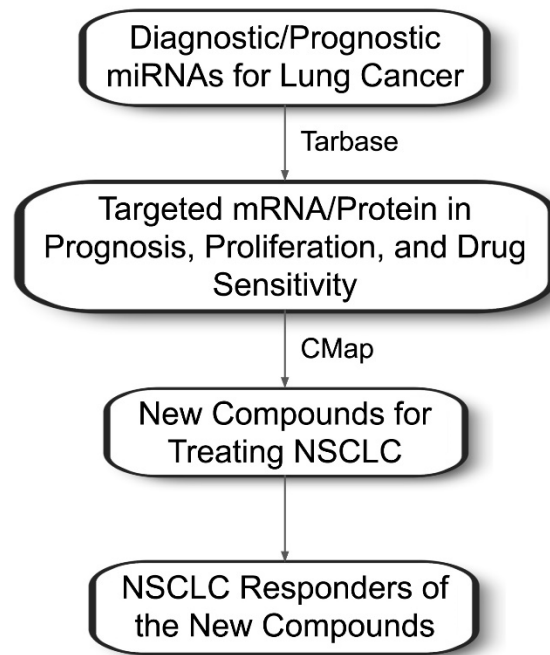 Diagnostic/Prognostic
miRNAs for Lung Cancer
Tarbase
Targeted mRNA/Protein in
Prognosis, Proliferation, and Drug
Sensitivity
CMap
New Compounds for
Treating NSCLC
NSCLC Responders of
the New Compounds